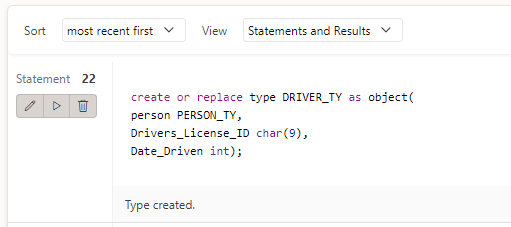 Sort most recent first View Statements and Results
Statement 22
create or replace type DRIVER_TY as object(
person PERSON_TY,
Drivers_License_ID char(9),
Date_Driven int);
Type created.